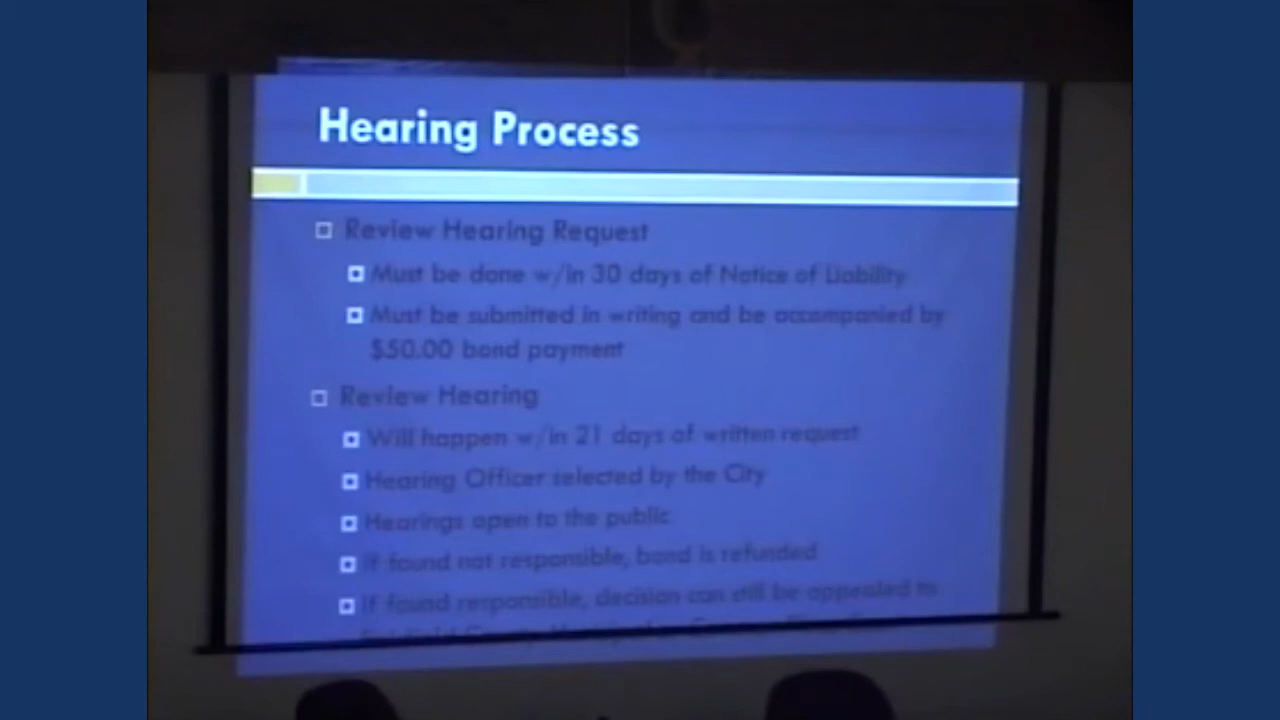 Hearing Process
Review Hearing Request
Must be done w/in 30 days of Notice of Liability
Must be submitted in writing and be accompanied by
$50.00 bond payment
Review Hearing
Will happen w/in 21 days of written request
Hearing Officer selected by the City
Hearings open to the public
If found not responsible, bond is refunded
If found responsible, decision can still be appealed to
County